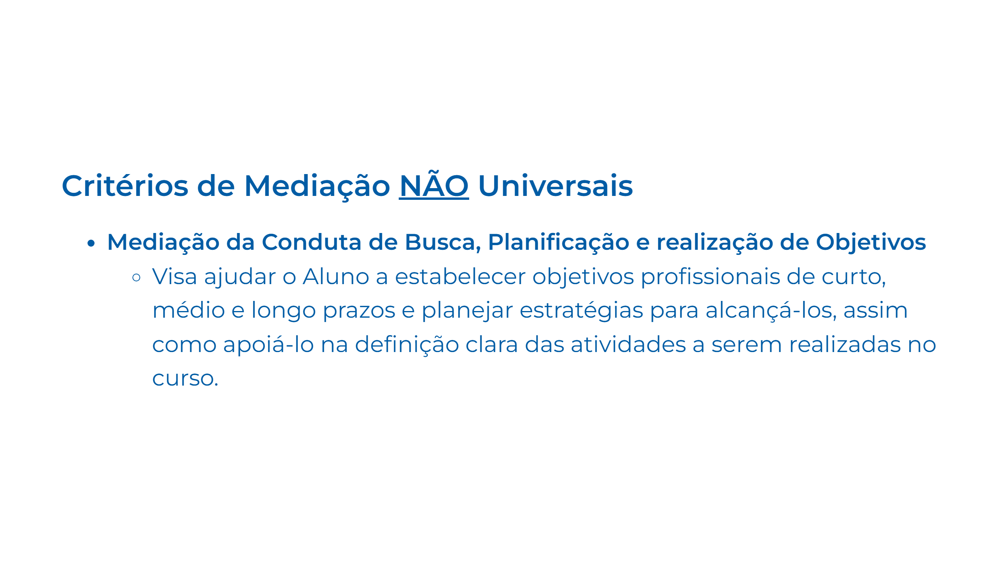 Critérios de Mediação NÃO Universais
• Mediação da Conduta de Busca, Planificação e realização de Objetivos
◦ Visa ajudar o Aluno a estabelecer objetivos profissionais de curto,
médio e longo prazos e planejar estratégias para alcançá-los, assim
como apoiá-lo na definição clara das atividades a serem realizadas no
curso.